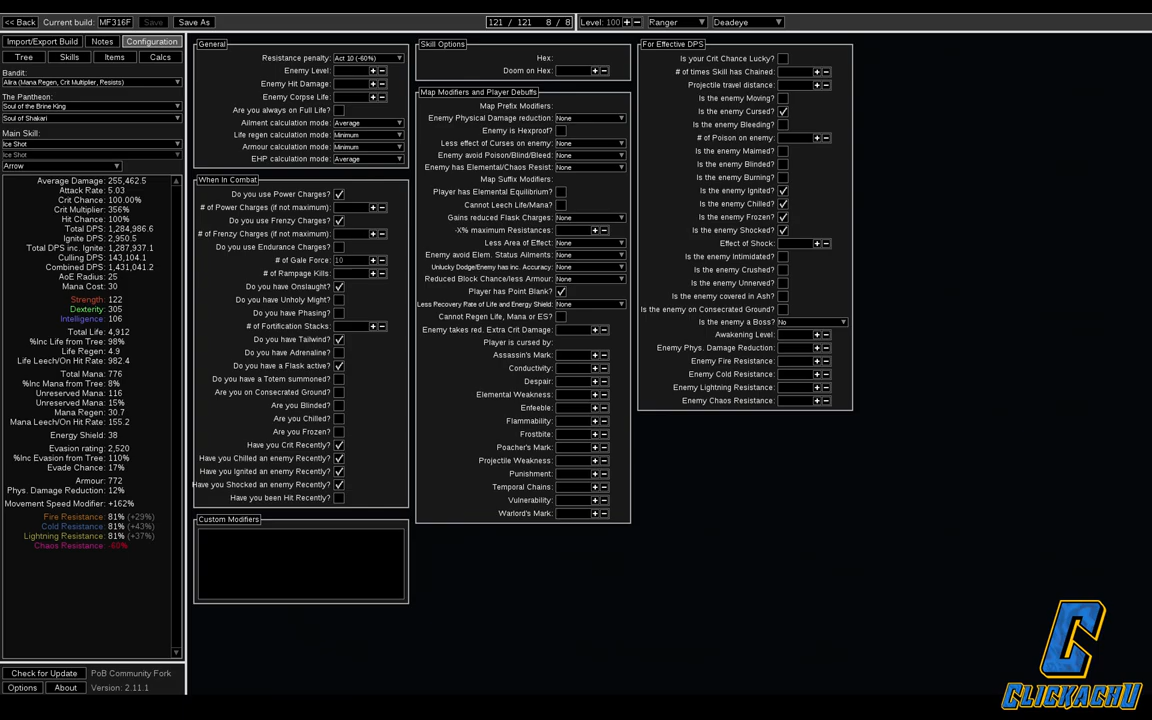 << Back Current build: MF316F Save Save As 121 / 121 8 / 8 Level: 100 Ranger Deadeye
Import/Export Build Notes Configuration
Tree Skills Items Calcs
Bandit:
Alira (Mana Regen, Crit Multiplier, Resists)
The Pantheon:
Soul of the Brine King
Soul of Shakari
Main Skill:
Ice Shot
Ice Shot
Arrow
Average Damage: 255,462.5
Attack Rate: 5.03
Crit Chance: 100.00%
Crit Multiplier: 356%
Hit Chance: 100%
Total DPS: 1,284,986.6
Ignite DPS: 2,950.5
Total DPS inc. Ignite: 1,287,937.1
Culling DPS: 143,104.1
Combined DPS: 1,431,041.2
AoE Radius: 25
Mana Cost: 30
Strength: 122
Dexterity: 305
Intelligence: 106
Total Life: 4,912
%Inc Life from Tree: 98%
Life Regen: 4.9
Life Leech/On Hit Rate: 982.4
Total Mana: 776
%Inc Mana from Tree: 8%
Unreserved Mana: 116
Unreserved Mana: 15%
Mana Regen: 30.7
Mana Leech/On Hit Rate: 155.2
Energy Shield: 38
Evasion rating: 2,520
%Inc Evasion from Tree: 110%
Evade Chance: 17%
Armour: 772
Phys. Damage Reduction: 12%
Movement Speed Modifier: +162%
Fire Resistance: 81% (+29%)
Cold Resistance: 81% (+43%)
Lightning Resistance: 81% (+37%)
Chaos Resistance: -60%
Check for Update PoB Community Fork
Options About Version: 2.11.1
General
Resistance penalty: Act 10 (-60%)
Enemy Level:
Enemy Hit Damage:
Enemy Corpse Life:
Are you always on Full Life?
Ailment calculation mode: Average
Life regen calculation mode: Minimum
Armour calculation mode: Minimum
EHP calculation mode: Average
When In Combat
Do you use Power Charges?
# of Power Charges (if not maximum):
Do you use Frenzy Charges?
# of Frenzy Charges (if not maximum):
Do you use Endurance Charges?
# of Gale Force: 10
# of Rampage Kills:
Do you have Onslaught?
Do you have Unholy Might?
Do you have Phasing?
# of Fortification Stacks:
Do you have Tailwind?
Do you have Adrenaline?
Do you have a Flask active?
Do you have a Totem summoned?
Are you on Consecrated Ground?
Are you Blinded?
Are you Chilled?
Are you Frozen?
Have you Crit Recently?
Have you Chilled an enemy Recently?
Have you Ignited an enemy Recently?
Have you Shocked an enemy Recently?
Have you been Hit Recently?
Custom Modifiers
Skill Options
Hex:
Doom on Hex:
Map Modifiers and Player Debuffs
Map Prefix Modifiers:
Enemy Physical Damage reduction: None
Enemy is Hexproof?
Less effect of Curses on enemy: None
Enemy avoid Poison/Blind/Bleed: None
Enemy has Elemental/Chaos Resist: None
Map Suffix Modifiers:
Player has Elemental Equilibrium?
Cannot Leech Life/Mana?
Gains reduced Flask Charges: None
-X% maximum Resistances:
Less Area of Effect: None
Enemy avoid Elem. Status Ailments: None
Unlucky Dodge/Enemy has inc. Accuracy: None
Reduced Block Chance/less Armour: None
Player has Point Blank?
Less Recovery Rate of Life and Energy Shield: None
Cannot Regen Life, Mana or ES?
Enemy takes red. Extra Crit Damage:
Player is cursed by:
Assassin's Mark:
Conductivity:
Despair:
Elemental Weakness:
Enfeeble:
Flammability:
Frostbite:
Poacher's Mark:
Projectile Weakness:
Punishment:
Temporal Chains:
Vulnerability:
Warlord's Mark:
For Effective DPS
Is your Crit Chance Lucky?
# of times Skill has Chained:
Projectile travel distance:
Is the enemy Moving?
Is the enemy Cursed?
Is the enemy Bleeding?
# of Poison on enemy:
Is the enemy Maimed?
Is the enemy Blinded?
Is the enemy Burning?
Is the enemy Ignited?
Is the enemy Chilled?
Is the enemy Frozen?
Is the enemy Shocked?
Effect of Shock:
Is the enemy Intimidated?
Is the enemy Crushed?
Is the enemy Unnerved?
Is the enemy covered in Ash?
Is the enemy on Consecrated Ground?
Is the enemy a Boss? No
Awakening Level:
Enemy Phys. Damage Reduction:
Enemy Fire Resistance:
Enemy Cold Resistance:
Enemy Lightning Resistance:
Enemy Chaos Resistance:
C
CLICKACHU